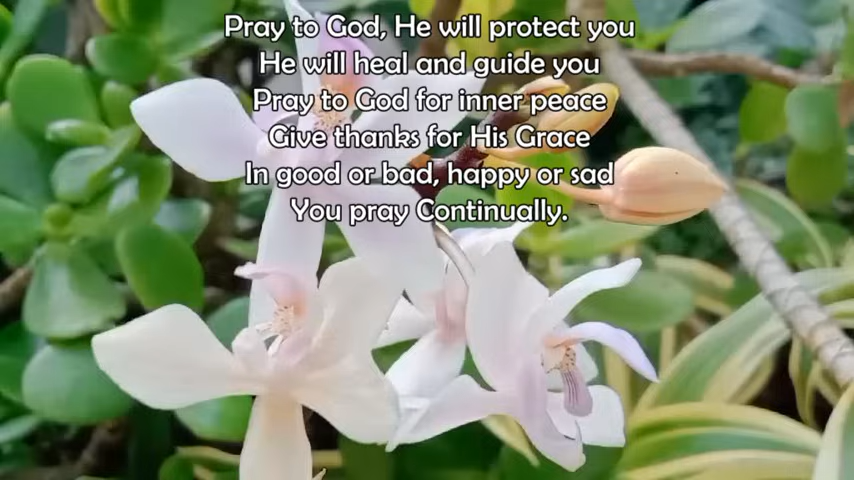 Pray to God, He will protect you
He will heal and guide you
Pray to God for inner peace
Give thanks for His Grace
In good or bad, happy or sad
You pray Continually.